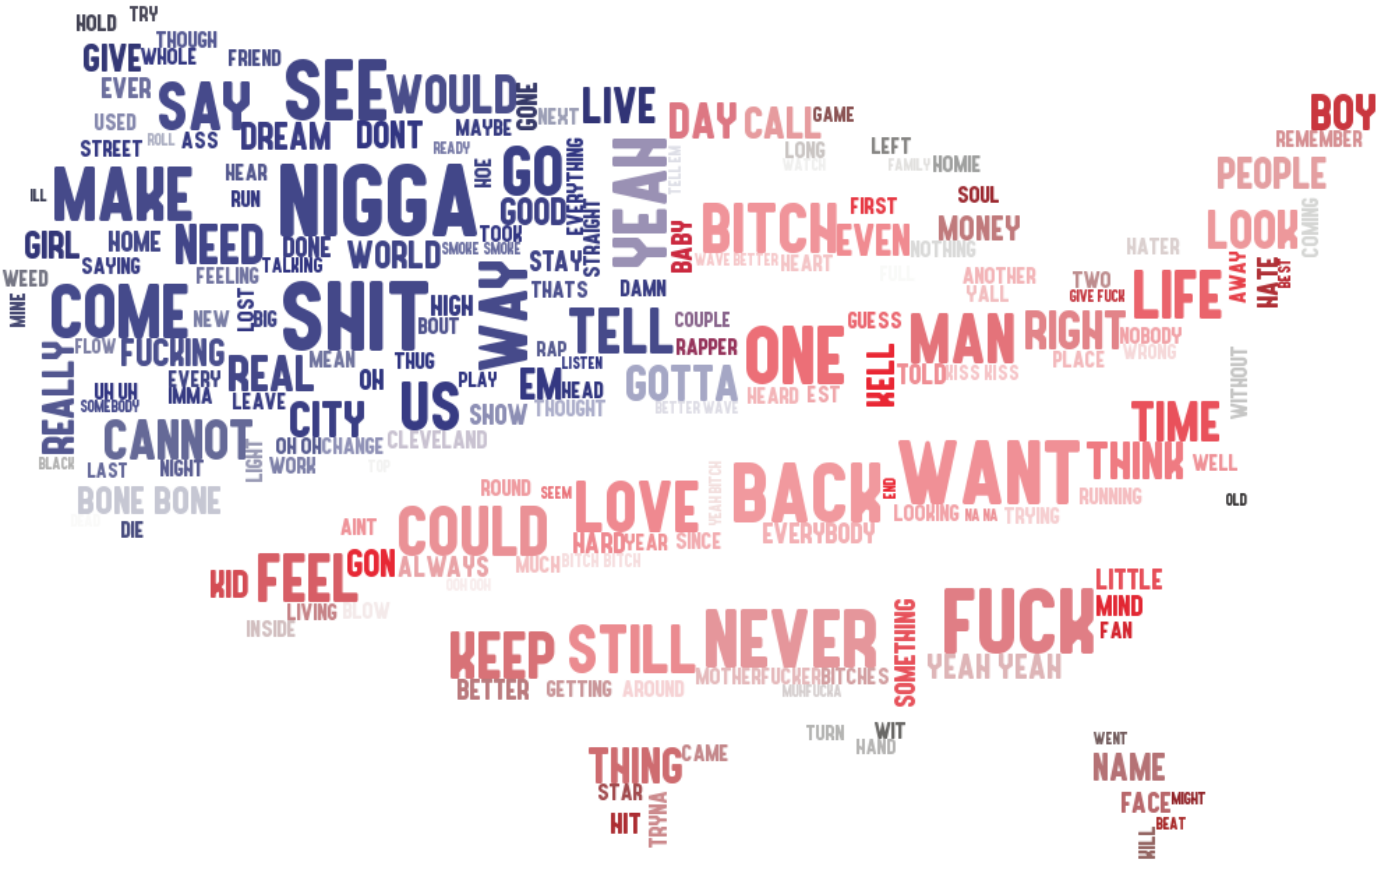 HOLD TRY
THOUGH
GIVE WHOLE FRIEND
EVER SAY SEE WOULD GONE NEXT LIVE
USED ROLL ASS DREAM DONT MAYBE
STREET READY
DAY CALL GAME
BOY
REMEMBER
LONG LEFT
WATCH FAMILY HOMIE
HEAR HOE GO EVERYTHING YEAH TELL EM
PEOPLE
ILL MAKE RUN NIGGA GOOD STRAIGHT
FIRST SOUL
GIRL HOME NEED DONE WORLD TOOK
SMOKE SMOKE
BABY BITCH EVEN MONEY
NOTHING
LOOK COMING
HATER
SAYING FEELING TALKING STAY
WAVE BETTER HEART
FULL
WEED THATS DAMN
ANOTHER TWO AWAY HATE BEST
YALL GIVE FUCK LIFE
MINE COME NEW LOST BIG SHIT HIGH WAY
BOUT TELL COUPLE
GUESS MAN RIGHT NOBODY
FLOW FUCKING MEAN THUG RAP RAPPER
LISTEN ONE KELL PLACE WRONG
REALLY EVERY REAL OH PLAY EM HEAD GOTTA
TOLD KISS KISS WITHOUT
UH UH IMMA LEAVE
SOMEBODY CITY US SHOW THOUGHT
BETTER WAVE HEARD EST
TIME
CANNOT OH OH CHANGE CLEVELAND
BLACK LAST NIGHT LIGHT WORK TOP
WANT THINK WELL
BONE BONE
ROUND SEEM LOVE YEAH BITCH BACK END
LOOKING NA NA TRYING RUNNING OLD
DIE
AINT COULD HARD YEAR SINCE EVERYBODY
KID FEEL GON ALWAYS MUCH BITCH BITCH
OOH OOH
LIVING BLOW
INSIDE
LITTLE
FUCK MIND
FAN
KEEP STILL NEVER SOMETHING
BETTER GETTING AROUND MOTHERFUCKER BITCHES YEAH YEAH
MUHFUCKA
TURN WIT
HAND
WENT
THING CAME
NAME
STAR TRYNA
FACE MIGHT
HIT
KILL BEAT